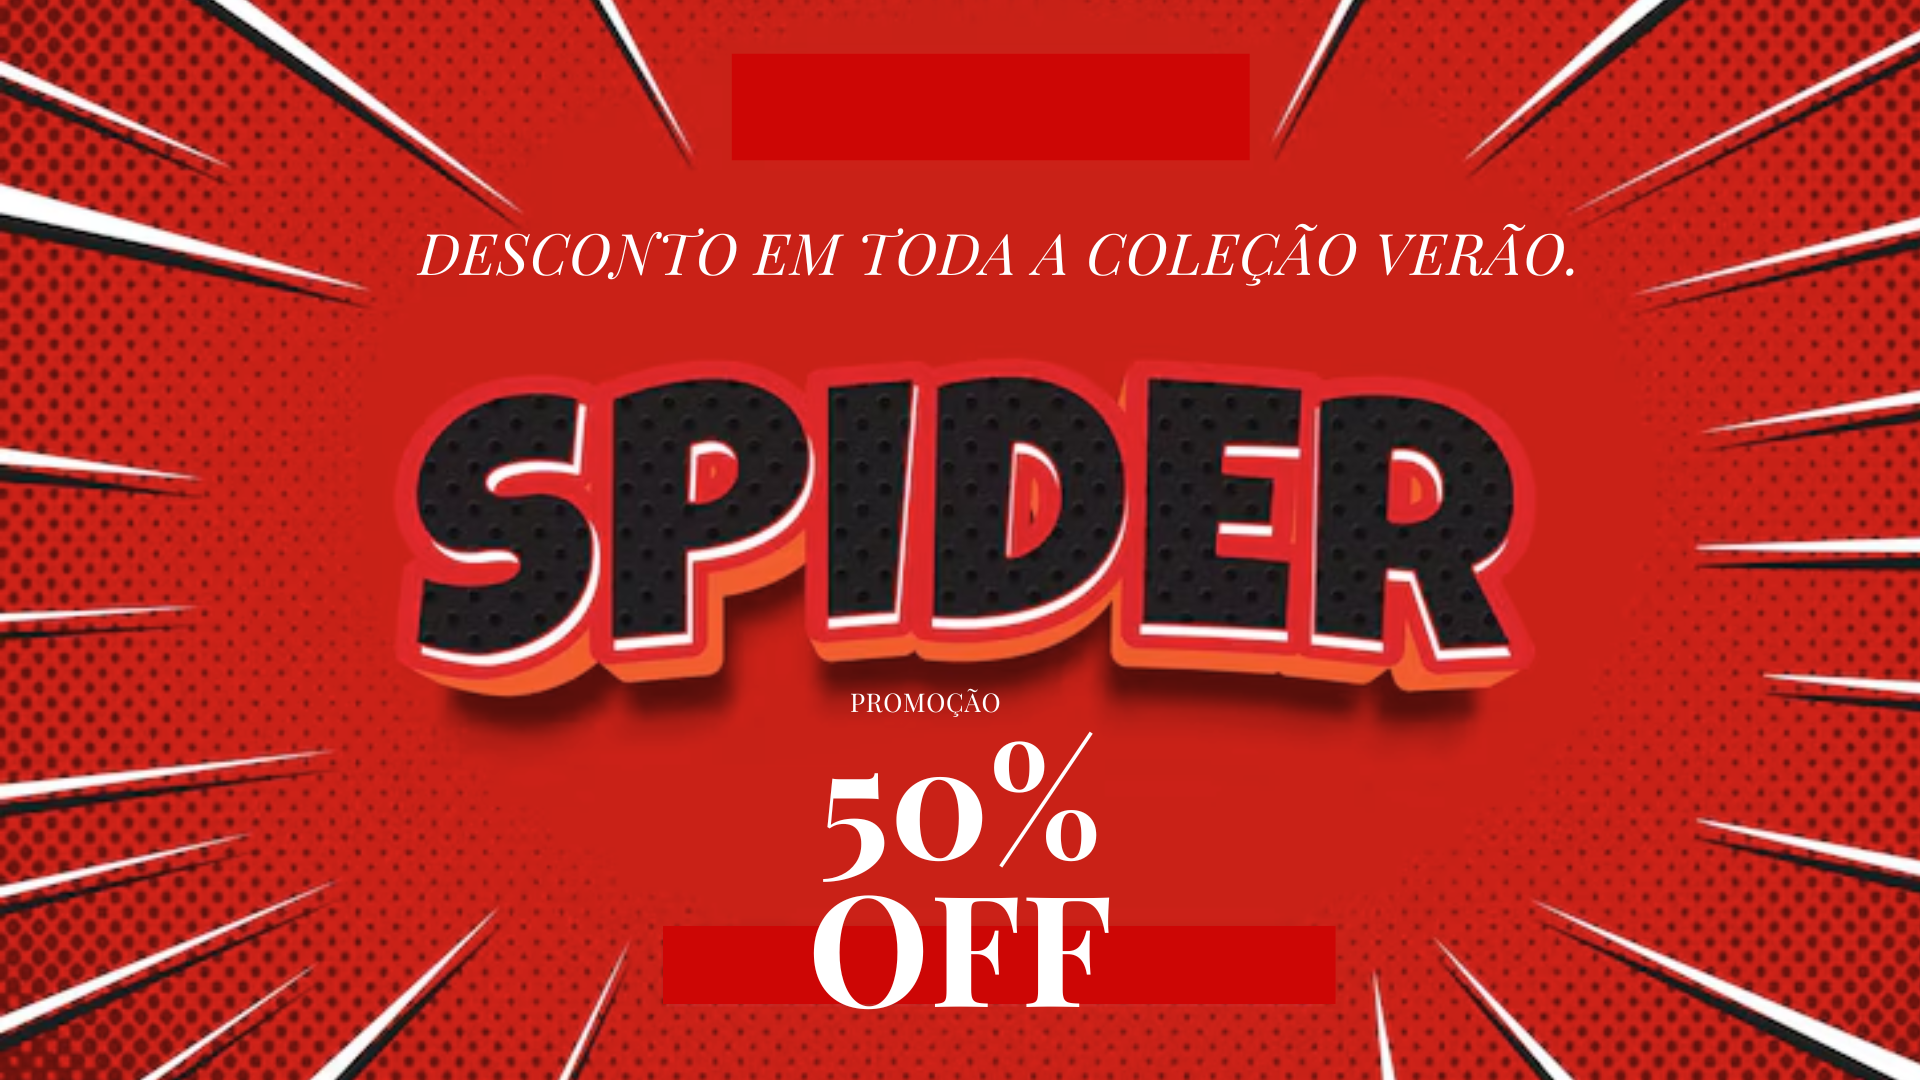 DESCONTO EM TODA A COLEÇÃO VERÃO.
SPIDER
PROMOÇÃO
50%
OFF